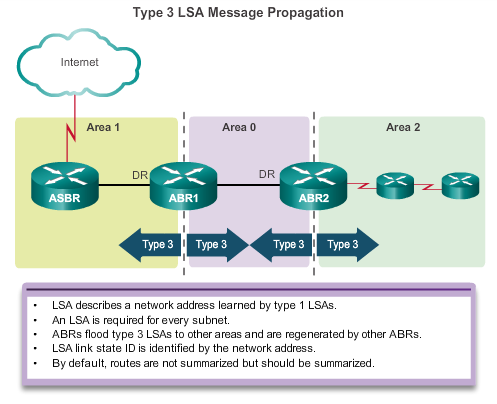 Type 3 LSA Message Propagation
Internet
Area 1
Area 0
Area 2
DR
DR
ASBR
ABR1
ABR2
Type 3
Type 3
Type 3
Type 3
• LSA describes a network address learned by type 1 LSAs.
• An LSA is required for every subnet.
• ABRs flood type 3 LSAs to other areas and are regenerated by other ABRs.
• LSA link state ID is identified by the network address.
• By default, routes are not summarized but should be summarized.